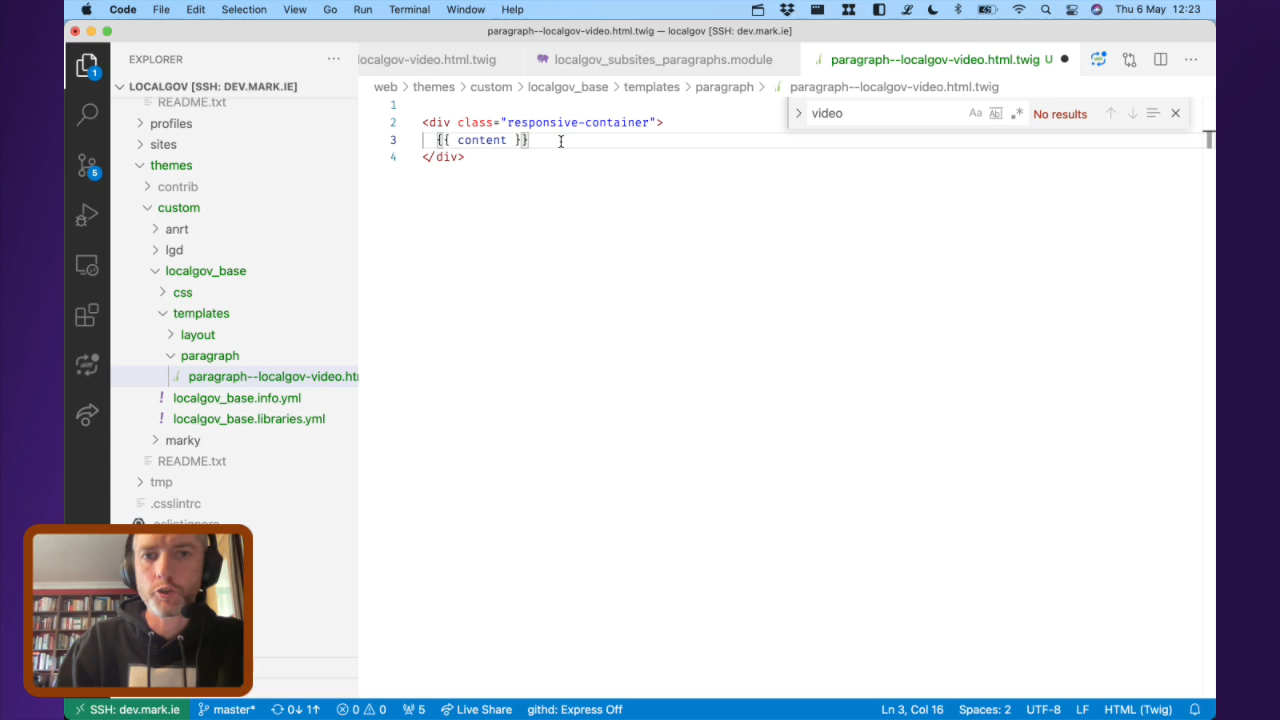 Code File Edit Selection View Go Run Terminal Window Help Thu 6 May 12:23
paragraph--localgov-video.html.twig — localgov [SSH: dev.mark.ie]
EXPLORER
localgov-video.html.twig
localgov_subsites_paragraphs.module
paragraph--localgov-video.html.twig U
LOCALGOV [SSH: DEV.MARK.IE]
web > themes > custom > localgov_base > templates > paragraph > paragraph--localgov-video.html.twig
video
Aa Ab| .* No results
1
2 <div class="responsive-container">
3 {{ content }}
4 </div>
README.txt
profiles
sites
themes
contrib
custom
anrt
lgd
localgov_base
css
templates
layout
paragraph
paragraph--localgov-video.ht
! localgov_base.info.yml
! localgov_base.libraries.yml
marky
README.txt
tmp
.csslintrc
.eslintignore
1
5
SSH: dev.mark.ie master* 0↓ 1↑ 0 0 5 Live Share githd: Express Off Ln 3, Col 16 Spaces: 2 UTF-8 LF HTML (Twig)